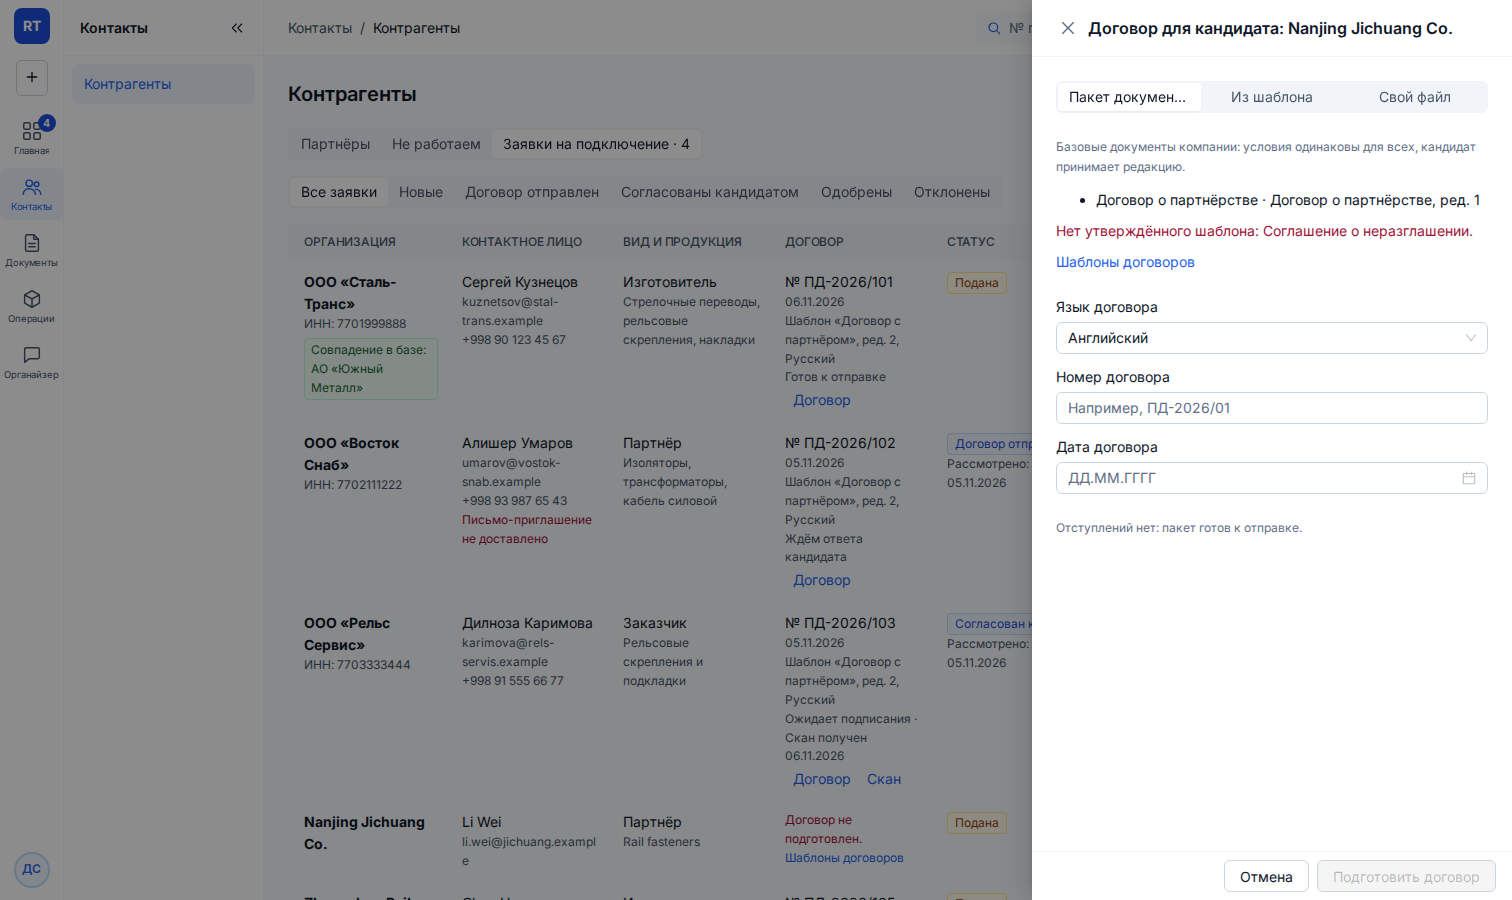 RT
Контакты
Контакты / Контрагенты
№
Договор для кандидата: Nanjing Jichuang Co.
+
4
Главная
Контакты
Документы
Операции
Органайзер
ДС
Контрагенты
Контрагенты
Партнёры
Не работаем
Заявки на подключение · 4
Все заявки
Новые
Договор отправлен
Согласованы кандидатом
Одобрены
Отклонены
ОРГАНИЗАЦИЯ
КОНТАКТНОЕ ЛИЦО
ВИД И ПРОДУКЦИЯ
ДОГОВОР
СТАТУС
ООО «Сталь-
Транс»
ИНН: 7701999888
Совпадение в базе:
АО «Южный
Металл»
Сергей Кузнецов
kuznetsov@stal-
trans.example
+998 90 123 45 67
Изготовитель
Стрелочные переводы,
рельсовые
скрепления, накладки
№ ПД-2026/101
06.11.2026
Шаблон «Договор с
партнёром», ред. 2,
Русский
Готов к отправке
Договор
Подана
ООО «Восток
Снаб»
ИНН: 7702111222
Алишер Умаров
umarov@vostok-
snab.example
+998 93 987 65 43
Письмо-приглашение
не доставлено
Партнёр
Изоляторы,
трансформаторы,
кабель силовой
№ ПД-2026/102
05.11.2026
Шаблон «Договор с
партнёром», ред. 2,
Русский
Ждём ответа
кандидата
Договор
Договор отпр
Рассмотрено:
05.11.2026
ООО «Рельс
Сервис»
ИНН: 7703333444
Дилноза Каримова
karimova@rels-
servis.example
+998 91 555 66 77
Заказчик
Рельсовые
скрепления и
подкладки
№ ПД-2026/103
05.11.2026
Шаблон «Договор с
партнёром», ред. 2,
Русский
Ожидает подписания ·
Скан получен
06.11.2026
Договор
Скан
Согласован к
Рассмотрено:
05.11.2026
Nanjing Jichuang
Co.
Li Wei
li.wei@jichuang.exampl
e
Партнёр
Rail fasteners
Договор не
подготовлен.
Шаблоны договоров
Подана
Пакет докумен...
Из шаблона
Свой файл
Базовые документы компании: условия одинаковы для всех, кандидат
принимает редакцию.
• Договор о партнёрстве · Договор о партнёрстве, ред. 1
Нет утверждённого шаблона: Соглашение о неразглашении.
Шаблоны договоров
Язык договора
Английский
Номер договора
Например, ПД-2026/01
Дата договора
ДД.ММ.ГГГГ
Отступлений нет: пакет готов к отправке.
Отмена
Подготовить договор